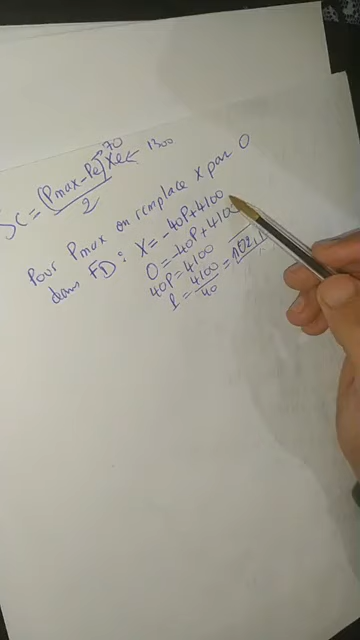 SC = (Pmax - Pe) Xe ← 1300
70
2
Pour Pmax on remplace X par 0
dans FD : X = -40P + 4100
0 = -40P + 4100
40P = 4100
P = 4100/40 = 102,